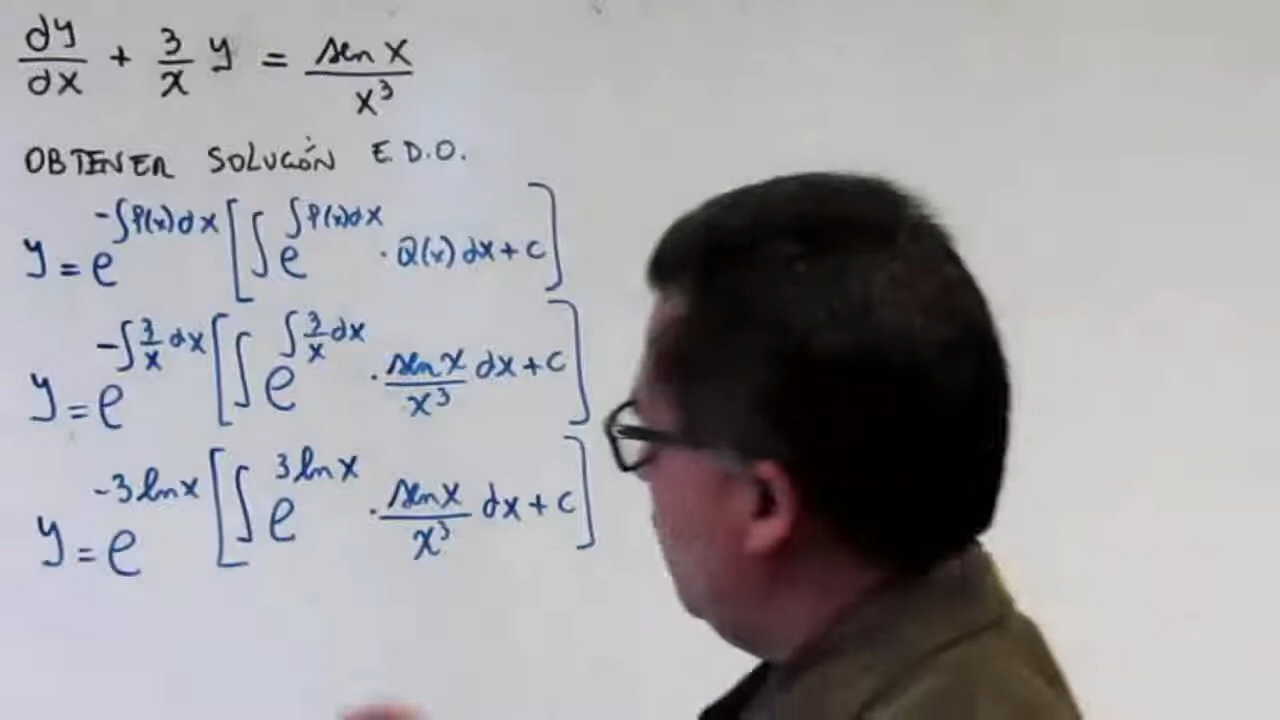 dy/dx + 3/x y = sen x / x³
OBTENER SOLUCIÓN E.D.O.
y = e^(-∫P(x)dx) [∫ e^(∫P(x)dx) · Q(x) dx + c]
y = e^(-∫3/x dx) [∫ e^(∫3/x dx) · sen x / x³ dx + c]
y = e^(-3 ln x) [∫ e^(3 ln x) · sen x / x³ dx + c]